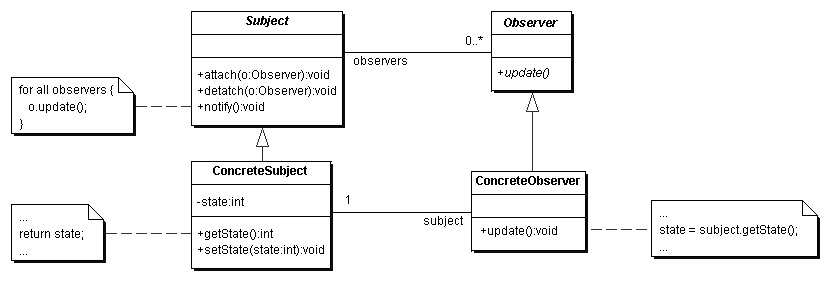 Subject
+attach(o:Observer):void
+detatch(o:Observer):void
+notify():void
observers
0..*
Observer
+update()
for all observers {
o.update();
}
ConcreteSubject
-state:int
+getState():int
+setState(state:int):void
1
subject
ConcreteObserver
+update():void
...
return state;
...
...
state = subject.getState();
...